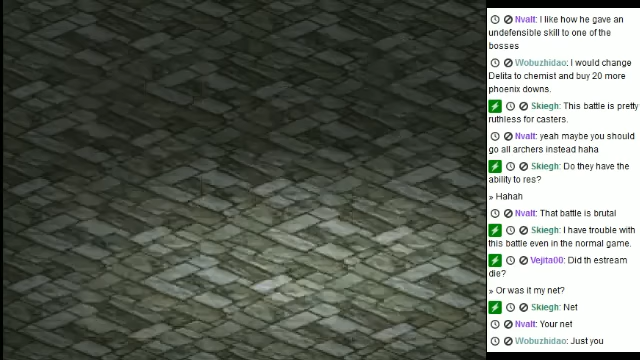 Nvalt: I like how he gave an
undefensible skill to one of the
bosses
Wobuzhidao: I would change
Delita to chemist and buy 20 more
phoenix downs.
Skiegh: This battle is pretty
ruthless for casters.
Nvalt: yeah maybe you should
go all archers instead haha
Skiegh: Do they have the
ability to res?
» Hahah
Nvalt: That battle is brutal
Skiegh: I have trouble with
this battle even in the normal game.
Vejita00: Did th estream
die?
» Or was it my net?
Skiegh: Net
Nvalt: Your net
Wobuzhidao: Just you